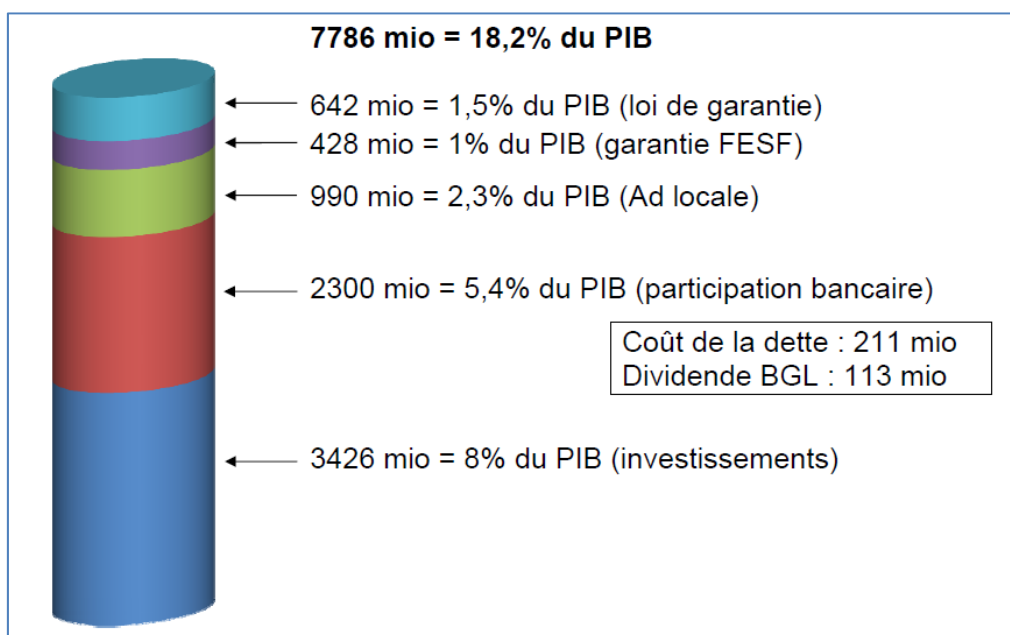 7786 mio = 18,2% du PIB
642 mio = 1,5% du PIB (loi de garantie)
428 mio = 1% du PIB (garantie FESF)
990 mio = 2,3% du PIB (Ad locale)
2300 mio = 5,4% du PIB (participation bancaire)
Coût de la dette : 211 mio
Dividende BGL : 113 mio
3426 mio = 8% du PIB (investissements)